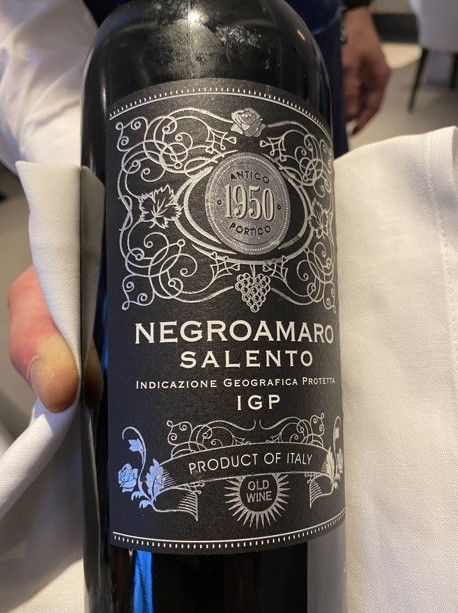 ANTICO
1950
PORTICO
NEGROAMARO
SALENTO
INDICAZIONE GEOGRAFICA PROTETTA
IGP
PRODUCT OF ITALY
OLD
WINE